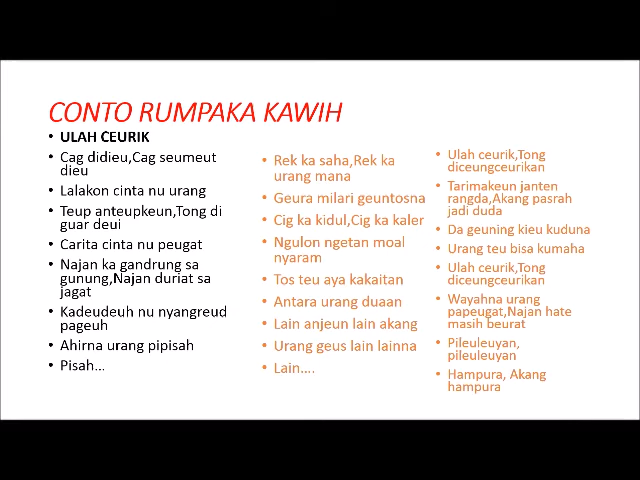 CONTO RUMPAKA KAWIH
• ULAH CEURIK
• Cag didieu,Cag seumeut
dieu
• Lalakon cinta nu urang
• Teup anteupkeun,Tong di
guar deui
• Carita cinta nu peugat
• Najan ka gandrung sa
gunung,Najan duriat sa
jagat
• Kadeudeuh nu nyangreud
pageuh
• Ahirna urang pipisah
• Pisah...
• Rek ka saha,Rek ka
urang mana
• Geura milari geuntosna
• Cig ka kidul,Cig ka kaler
• Ngulon ngetan moal
nyaram
• Tos teu aya kakaitan
• Antara urang duaan
• Lain anjeun lain akang
• Urang geus lain lainna
• Lain....
• Ulah ceurik,Tong
diceungceurikan
• Tarimakeun janten
rangda,Akang pasrah
jadi duda
• Da geuning kieu kuduna
• Urang teu bisa kumaha
• Ulah ceurik,Tong
diceungceurikan
• Wayahna urang
papeugat,Najan hate
masih beurat
• Pileuleuyan,
pileuleuyan
• Hampura, Akang
hampura